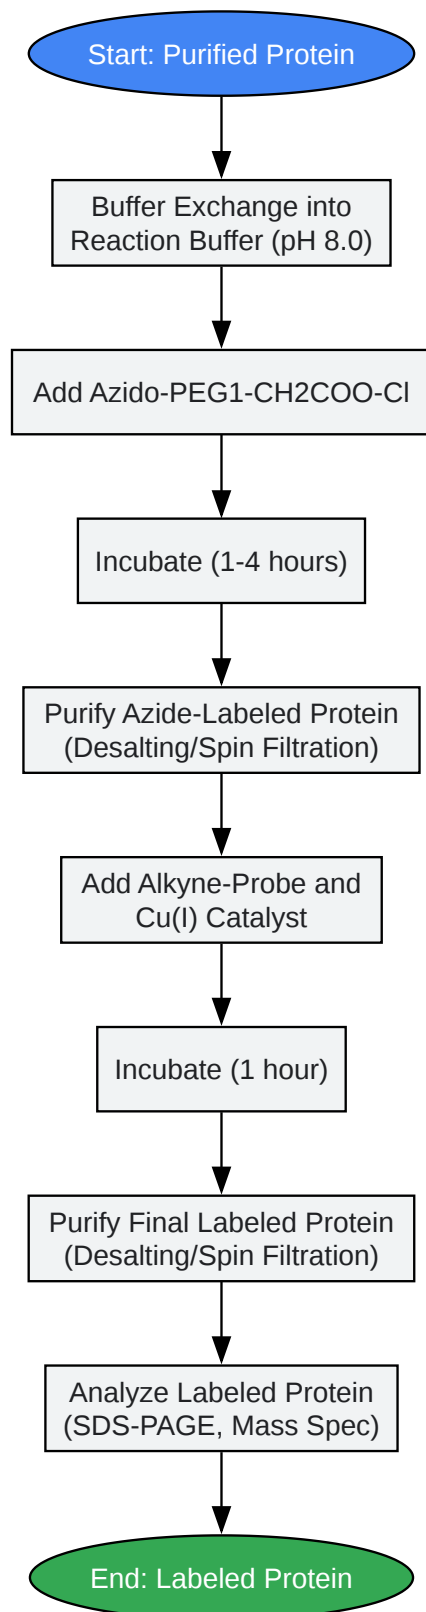 Start: Purified Protein
Buffer Exchange into
Reaction Buffer (pH 8.0)
Add Azido-PEG1-CH2COO-Cl
Incubate (1-4 hours)
Purify Azide-Labeled Protein
(Desalting/Spin Filtration)
Add Alkyne-Probe and
Cu(I) Catalyst
Incubate (1 hour)
Purify Final Labeled Protein
(Desalting/Spin Filtration)
Analyze Labeled Protein
(SDS-PAGE, Mass Spec)
End: Labeled Protein